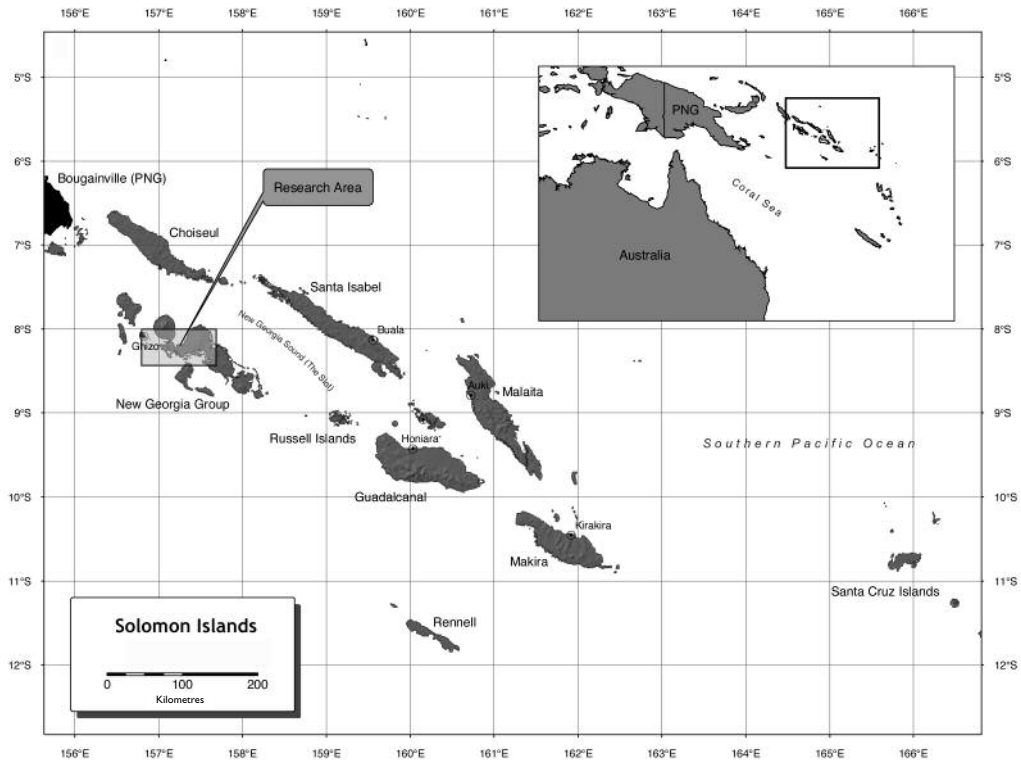 156°E 157°E 158°E 159°E 160°E 161°E 162°E 163°E 164°E 165°E 166°E
5°S 5°S
PNG
6°S 6°S
Bougainville (PNG)
Research Area
Coral Sea
Choiseul
7°S 7°S
Australia
Santa Isabel
New Georgia Sound (The Slot)
8°S 8°S
Buala
Ghizo
Auki
Malaita
New Georgia Group
9°S 9°S
Russell Islands
Honiara
Southern Pacific Ocean
10°S 10°S
Guadalcanal
Kirakira
Makira
11°S 11°S
Santa Cruz Islands
Solomon Islands
Rennell
12°S 12°S
0 100 200
Kilometres
156°E 157°E 158°E 159°E 160°E 161°E 162°E 163°E 164°E 165°E 166°E